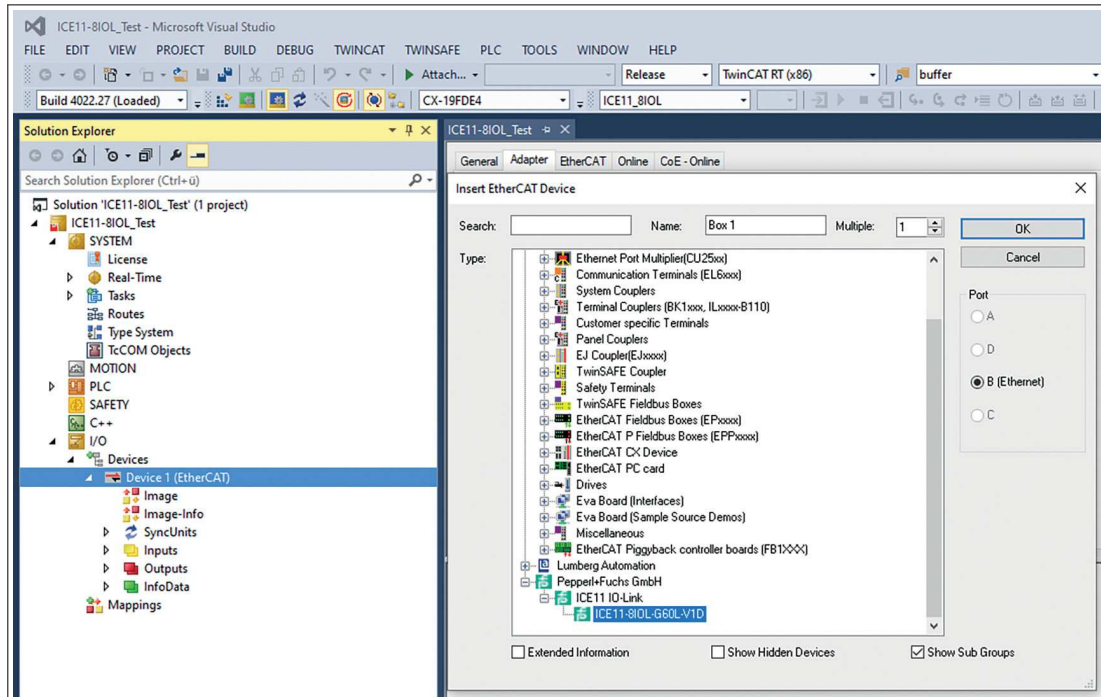 ICE11-8IOL_Test - Microsoft Visual Studio
FILE EDIT VIEW PROJECT BUILD DEBUG TWINCAT TWINSAFE PLC TOOLS WINDOW HELP
Attach... Release TwinCAT RT (x86) buffer
Build 4022.27 (Loaded) CX-19FDE4 ICE11_8IOL
Solution Explorer
Search Solution Explorer (Ctrl+ü)
Solution 'ICE11-8IOL_Test' (1 project)
ICE11-8IOL_Test
SYSTEM
License
Real-Time
Tasks
Routes
Type System
TcCOM Objects
MOTION
PLC
SAFETY
C++
I/O
Devices
Device 1 (EtherCAT)
Image
Image-Info
SyncUnits
Inputs
Outputs
InfoData
Mappings
ICE11-8IOL_Test
General Adapter EtherCAT Online CoE - Online
Insert EtherCAT Device
Search: Name: Box 1 Multiple: 1 OK
Type:
Cancel
Ethernet Port Multiplier(CU25xx)
Communication Terminals (EL6xxx)
System Couplers
Terminal Couplers (BK1xxx, ILxxxx-B110)
Customer specific Terminals
Panel Couplers
EJ Coupler(EJxxxx)
TwinSAFE Coupler
Safety Terminals
TwinSAFE Fieldbus Boxes
EtherCAT Fieldbus Boxes (EPxxxx)
EtherCAT P Fieldbus Boxes (EPPxxxx)
EtherCAT CX Device
EtherCAT PC card
Drives
Eva Board (Interfaces)
Eva Board (Sample Source Demos)
Miscellaneous
EtherCAT Piggyback controller boards (FB1XXX)
Lumberg Automation
Pepperl+Fuchs GmbH
ICE11 IO-Link
ICE11-8IOL-G60L-V1D
Port
A
D
B (Ethernet)
C
Extended Information Show Hidden Devices Show Sub Groups